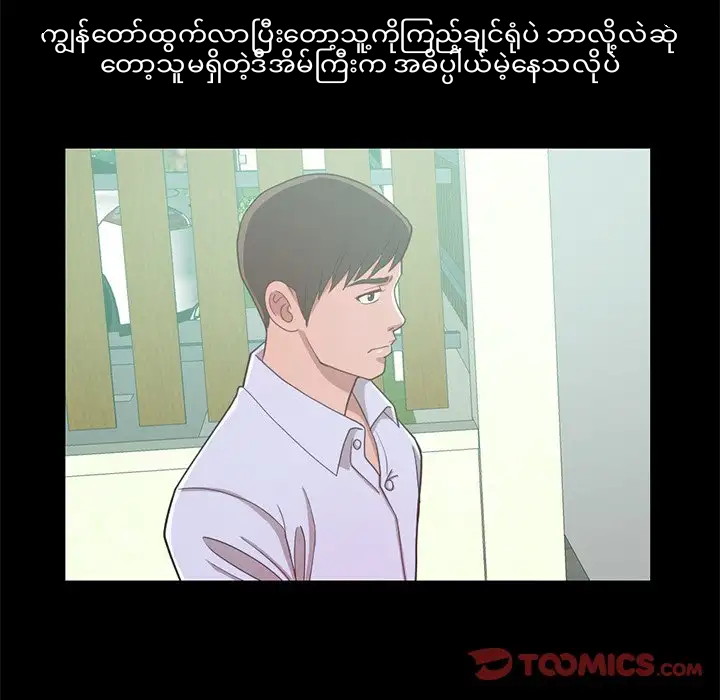 ကျွန်တော်ထွက်လာပြီးတော့သူ့ကိုကြည့်ချင်ရုံပဲ ဘာလို့လဲဆို
တော့သူမရှိတဲ့ဒီအိမ်ကြီးက အဓိပ္ပါယ်မဲ့နေသလိုပဲ
TOOMICS.COM